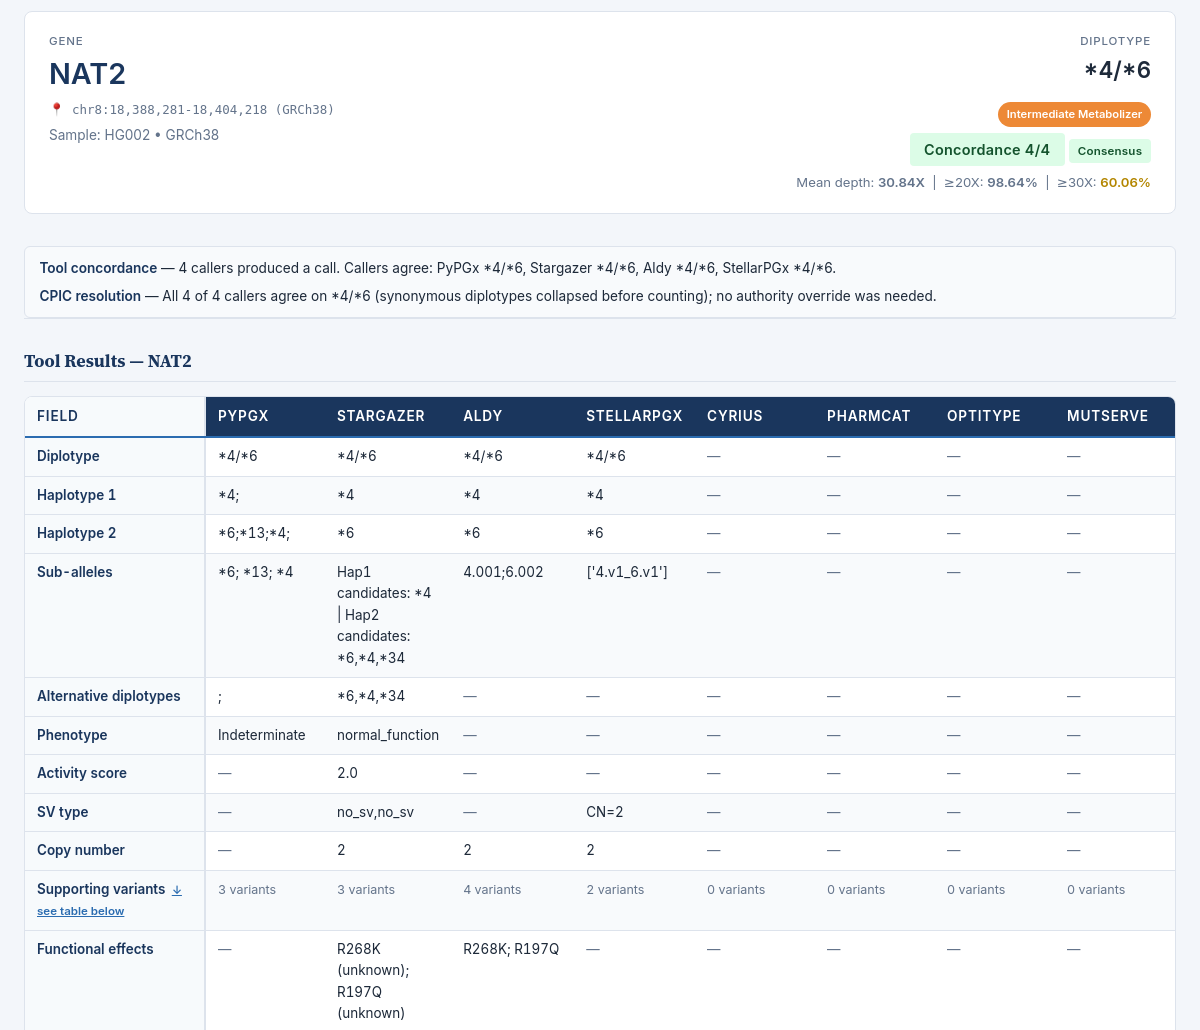 GENE
NAT2
📍 chr8:18,388,281-18,404,218 (GRCh38)
Sample: HG002 • GRCh38
DIPLOTYPE
*4/*6
Intermediate Metabolizer
Concordance 4/4 Consensus
Mean depth: 30.84X | ≥20X: 98.64% | ≥30X: 60.06%
Tool concordance — 4 callers produced a call. Callers agree: PyPGx *4/*6, Stargazer *4/*6, Aldy *4/*6, StellarPGx *4/*6.
CPIC resolution — All 4 of 4 callers agree on *4/*6 (synonymous diplotypes collapsed before counting); no authority override was needed.
Tool Results — NAT2
FIELD PYPGX STARGAZER ALDY STELLARPGX CYRIUS PHARMCAT OPTITYPE MUTSERVE
Diplotype *4/*6 *4/*6 *4/*6 *4/*6 — — — —
Haplotype 1 *4; *4 *4 *4 — — — —
Haplotype 2 *6;*13;*4; *6 *6 *6 — — — —
Sub-alleles *6; *13; *4 Hap1 4.001;6.002 ['4.v1_6.v1'] — — — —
candidates: *4
| Hap2
candidates:
*6,*4,*34
Alternative diplotypes ; *6,*4,*34 — — — — — —
Phenotype Indeterminate normal_function — — — — — —
Activity score — 2.0 — — — — — —
SV type — no_sv,no_sv — CN=2 — — — —
Copy number — 2 2 2 — — — —
Supporting variants ↓ 3 variants 3 variants 4 variants 2 variants 0 variants 0 variants 0 variants 0 variants
see table below
Functional effects — R268K R268K; R197Q — — — — —
(unknown);
R197Q
(unknown)